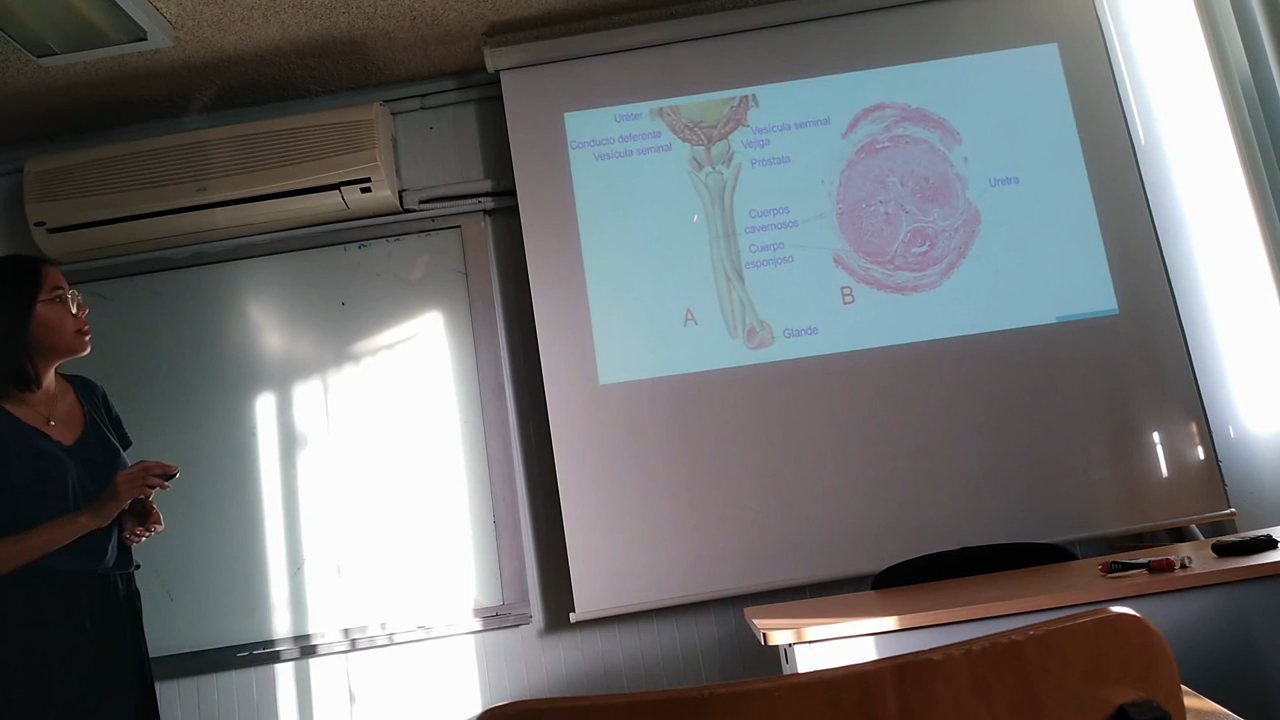 Uréter
Conducto deferente
Vesícula seminal
Vesícula seminal
Vejiga
Próstata
Cuerpos
cavernosos
Cuerpo
esponjoso
Glande
A
Uretra
B